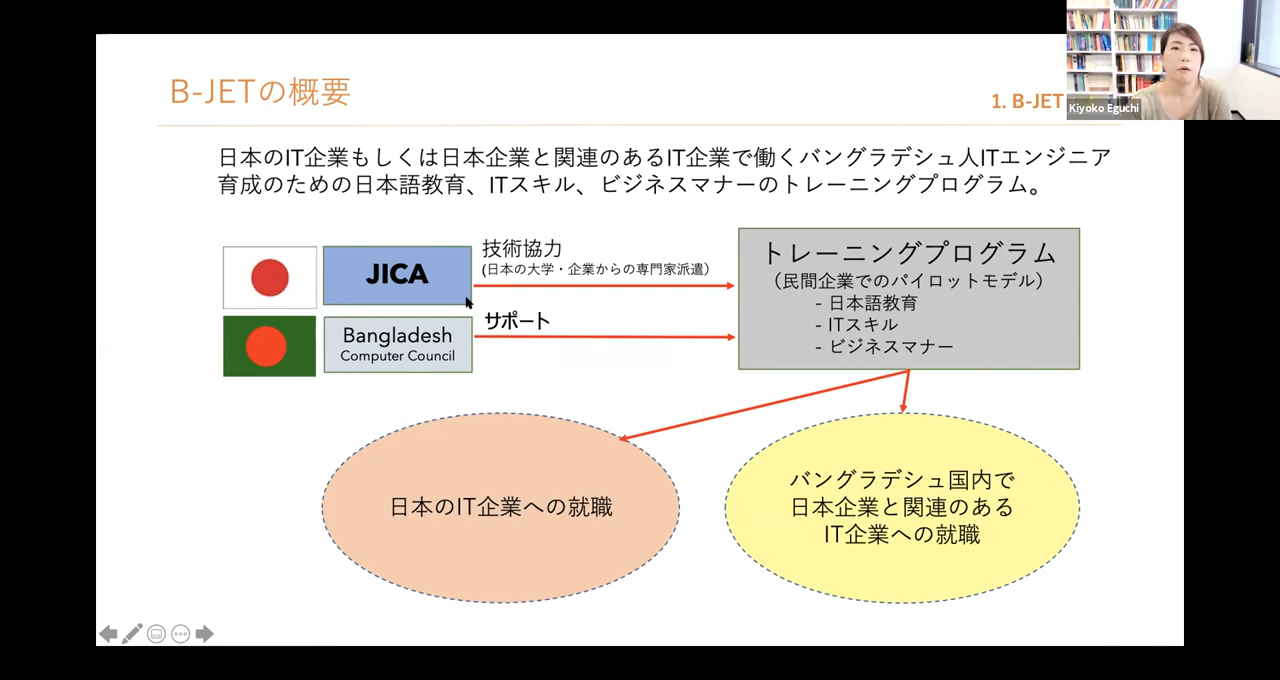 B-JETの概要
1. B-JET
Kiyoko Eguchi
日本のIT企業もしくは日本企業と関連のあるIT企業で働くバングラデシュ人ITエンジニア
育成のための日本語教育、ITスキル、ビジネスマナーのトレーニングプログラム。
JICA
技術協力
(日本の大学・企業からの専門家派遣）
Bangladesh
Computer Council
サポート
トレーニングプログラム
（民間企業でのパイロットモデル）
- 日本語教育
- ITスキル
- ビジネスマナー
日本のIT企業への就職
バングラデシュ国内で
日本企業と関連のある
IT企業への就職